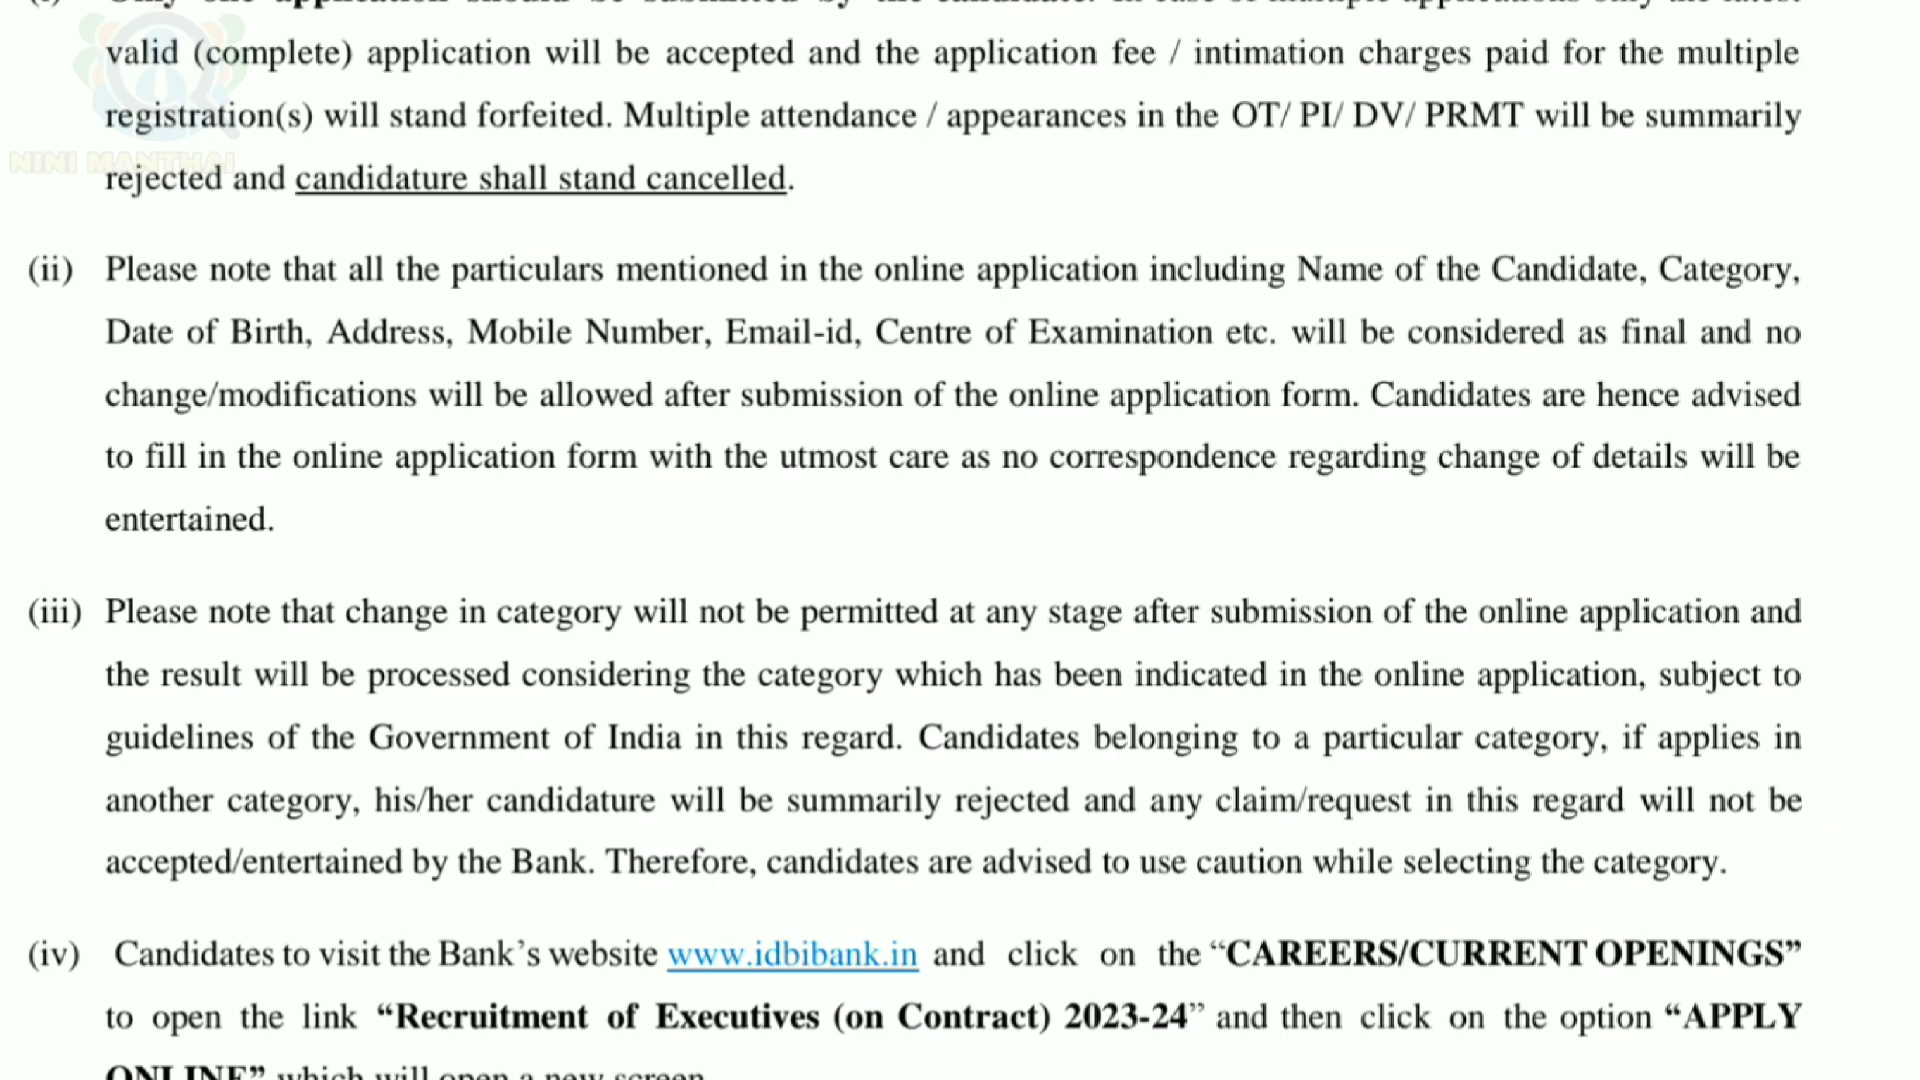 valid (complete) application will be accepted and the application fee / intimation charges paid for the multiple
registration(s) will stand forfeited. Multiple attendance / appearances in the OT/ PI/ DV/ PRMT will be summarily
NINI MANTHAI
rejected and candidature shall stand cancelled.
(ii) Please note that all the particulars mentioned in the online application including Name of the Candidate, Category,
Date of Birth, Address, Mobile Number, Email-id, Centre of Examination etc. will be considered as final and no
change/modifications will be allowed after submission of the online application form. Candidates are hence advised
to fill in the online application form with the utmost care as no correspondence regarding change of details will be
entertained.
(iii) Please note that change in category will not be permitted at any stage after submission of the online application and
the result will be processed considering the category which has been indicated in the online application, subject to
guidelines of the Government of India in this regard. Candidates belonging to a particular category, if applies in
another category, his/her candidature will be summarily rejected and any claim/request in this regard will not be
accepted/entertained by the Bank. Therefore, candidates are advised to use caution while selecting the category.
(iv) Candidates to visit the Bank’s website www.idbibank.in and click on the “CAREERS/CURRENT OPENINGS”
to open the link “Recruitment of Executives (on Contract) 2023-24” and then click on the option “APPLY
ONLINE” which will open a new screen